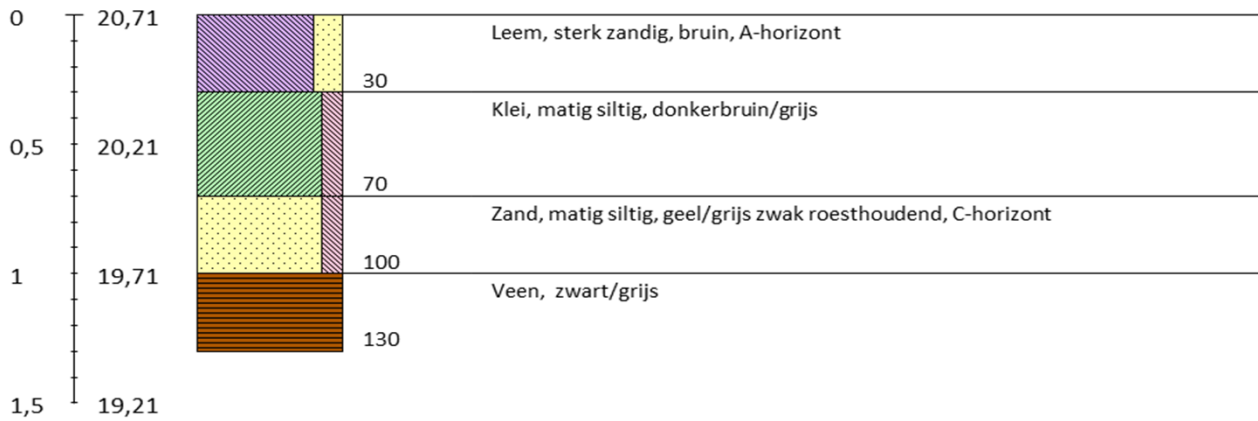 0 20,71
Leem, sterk zandig, bruin, A-horizont
30
Klei, matig siltig, donkerbruin/grijs
0,5 20,21
70
Zand, matig siltig, geel/grijs zwak roesthoudend, C-horizont
100
1 19,71
Veen, zwart/grijs
130
1,5 19,21